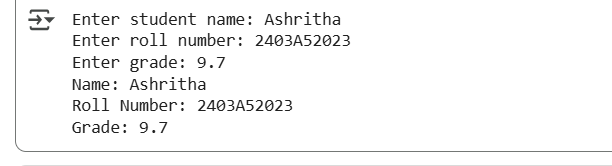 Enter student name: Ashritha
Enter roll number: 2403A52023
Enter grade: 9.7
Name: Ashritha
Roll Number: 2403A52023
Grade: 9.7